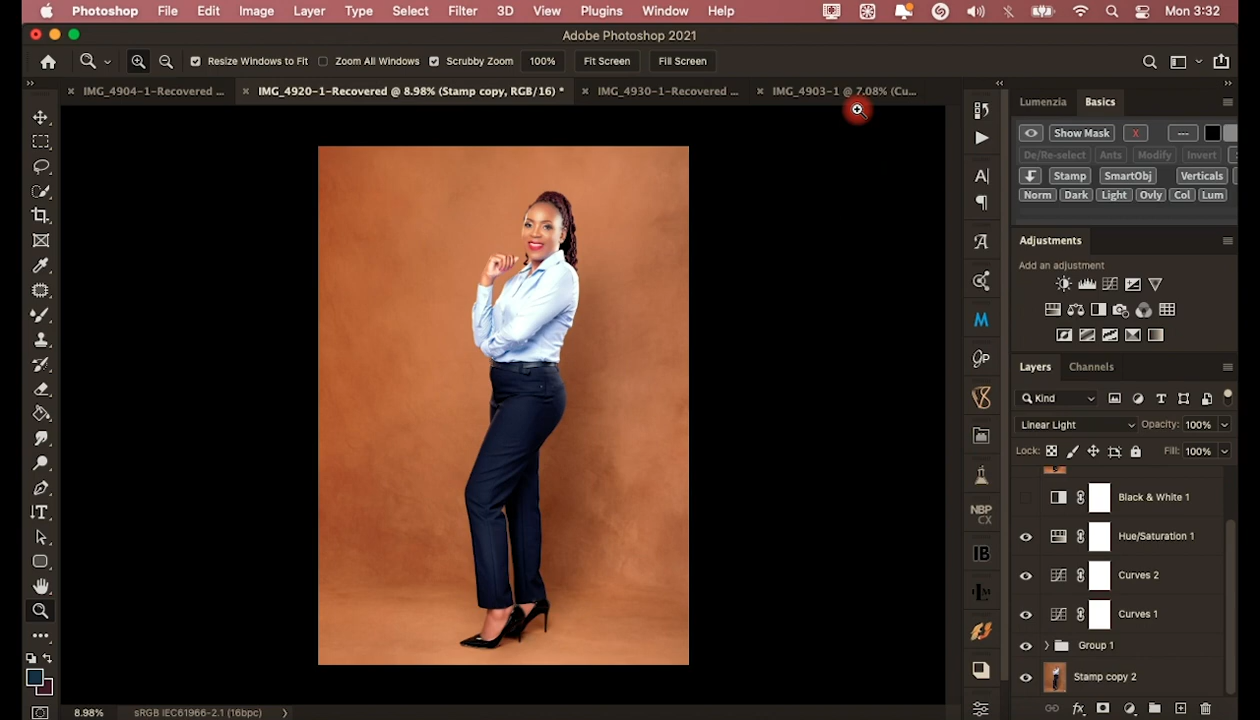 Photoshop File Edit Image Layer Type Select Filter 3D View Plugins Window Help Mon 3:32
Adobe Photoshop 2021
Resize Windows to Fit Zoom All Windows Scrubby Zoom 100% Fit Screen Fill Screen
IMG_4904-1-Recovered ... IMG_4920-1-Recovered @ 8.98% (Stamp copy, RGB/16) * IMG_4930-1-Recovered ... IMG_4903-1 @ 7.08% (Cu...
Lumenzia Basics
Show Mask X ---
De/Re-select Ants Modify Invert
Stamp SmartObj Verticals
Norm Dark Light Ovly Col Lum
Adjustments
Add an adjustment
Layers Channels
Kind
Linear Light Opacity: 100%
Lock: Fill: 100%
Black & White 1
Hue/Saturation 1
Curves 2
Curves 1
Group 1
Stamp copy 2
A|
A
M
GP
NBP
CX
IB
LM
T
8.98% sRGB IEC61966-2.1 (16bpc)